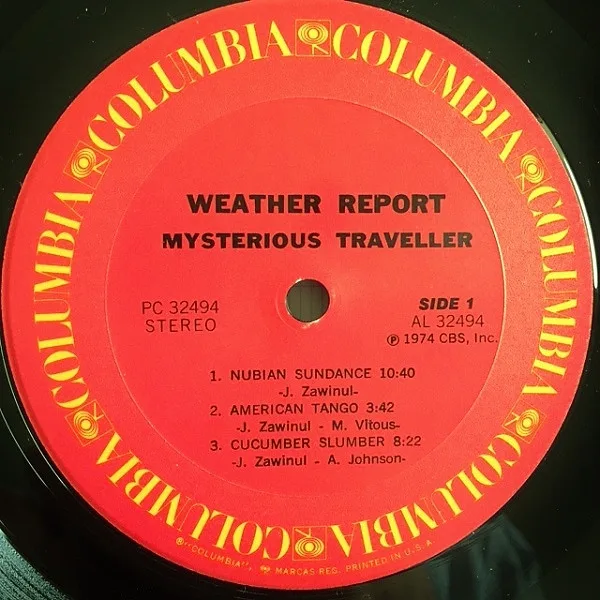 COLUMBIA COLUMBIA COLUMBIA COLUMBIA COLUMBIA COLUMBIA COLUMBIA
WEATHER REPORT
MYSTERIOUS TRAVELLER
PC 32494
STEREO
SIDE 1
AL 32494
Ⓟ 1974 CBS, Inc.
1. NUBIAN SUNDANCE 10:40
-J. Zawinul-
2. AMERICAN TANGO 3:42
-J. Zawinul - M. Vitous-
3. CUCUMBER SLUMBER 8:22
-J. Zawinul - A. Johnson-
® "COLUMBIA", MARCAS REG. PRINTED IN U.S.A.